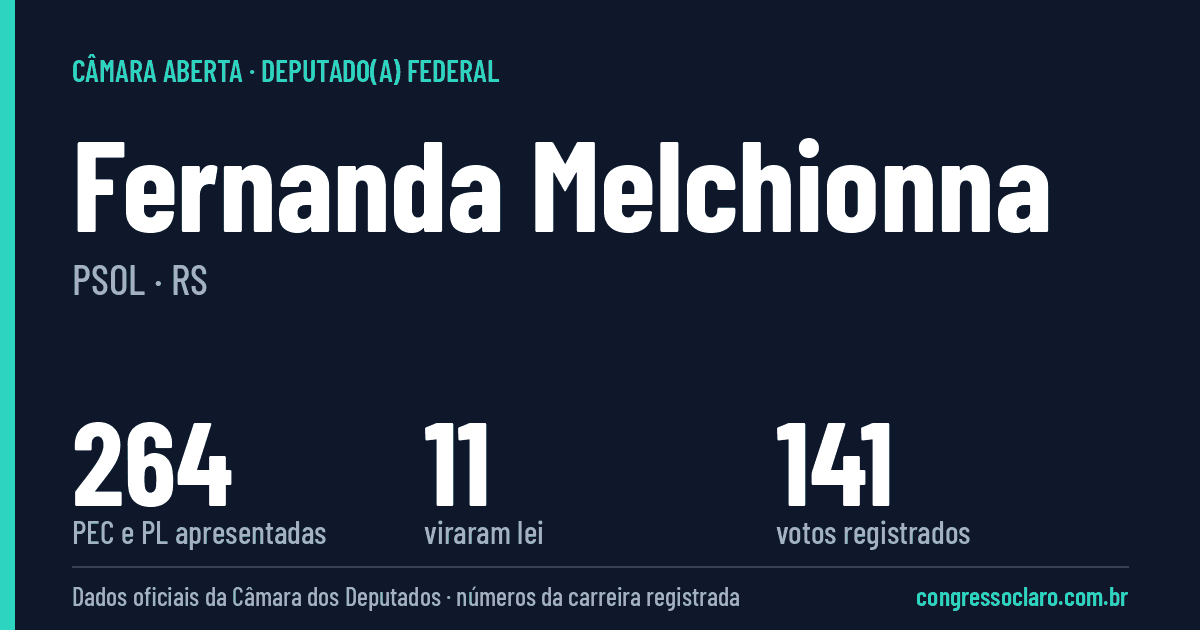 CÂMARA ABERTA · DEPUTADO(A) FEDERAL
Fernanda Melchionna
PSOL · RS
264 11 141
PEC e PL apresentadas viraram lei votos registrados
Dados oficiais da Câmara dos Deputados · números da carreira registrada congressoclaro.com.br